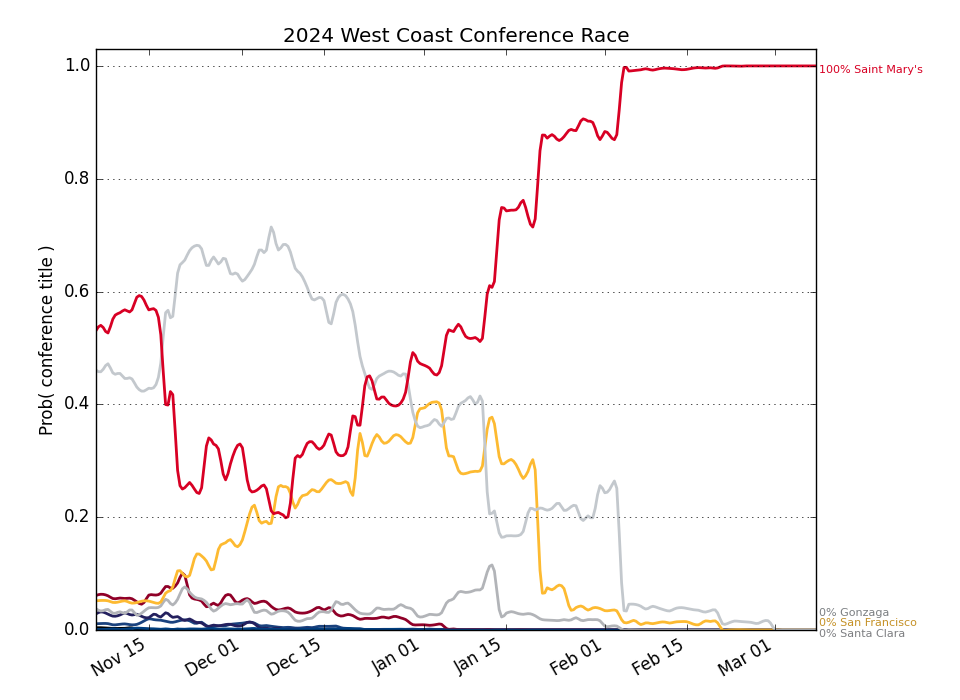 2024 West Coast Conference Race
Prob( conference title )
1.0
0.8
0.6
0.4
0.2
0.0
Nov 15
Dec 01
Dec 15
Jan 01
Jan 15
Feb 01
Feb 15
Mar 01
100% Saint Mary's
0% Gonzaga
0% San Francisco
0% Santa Clara